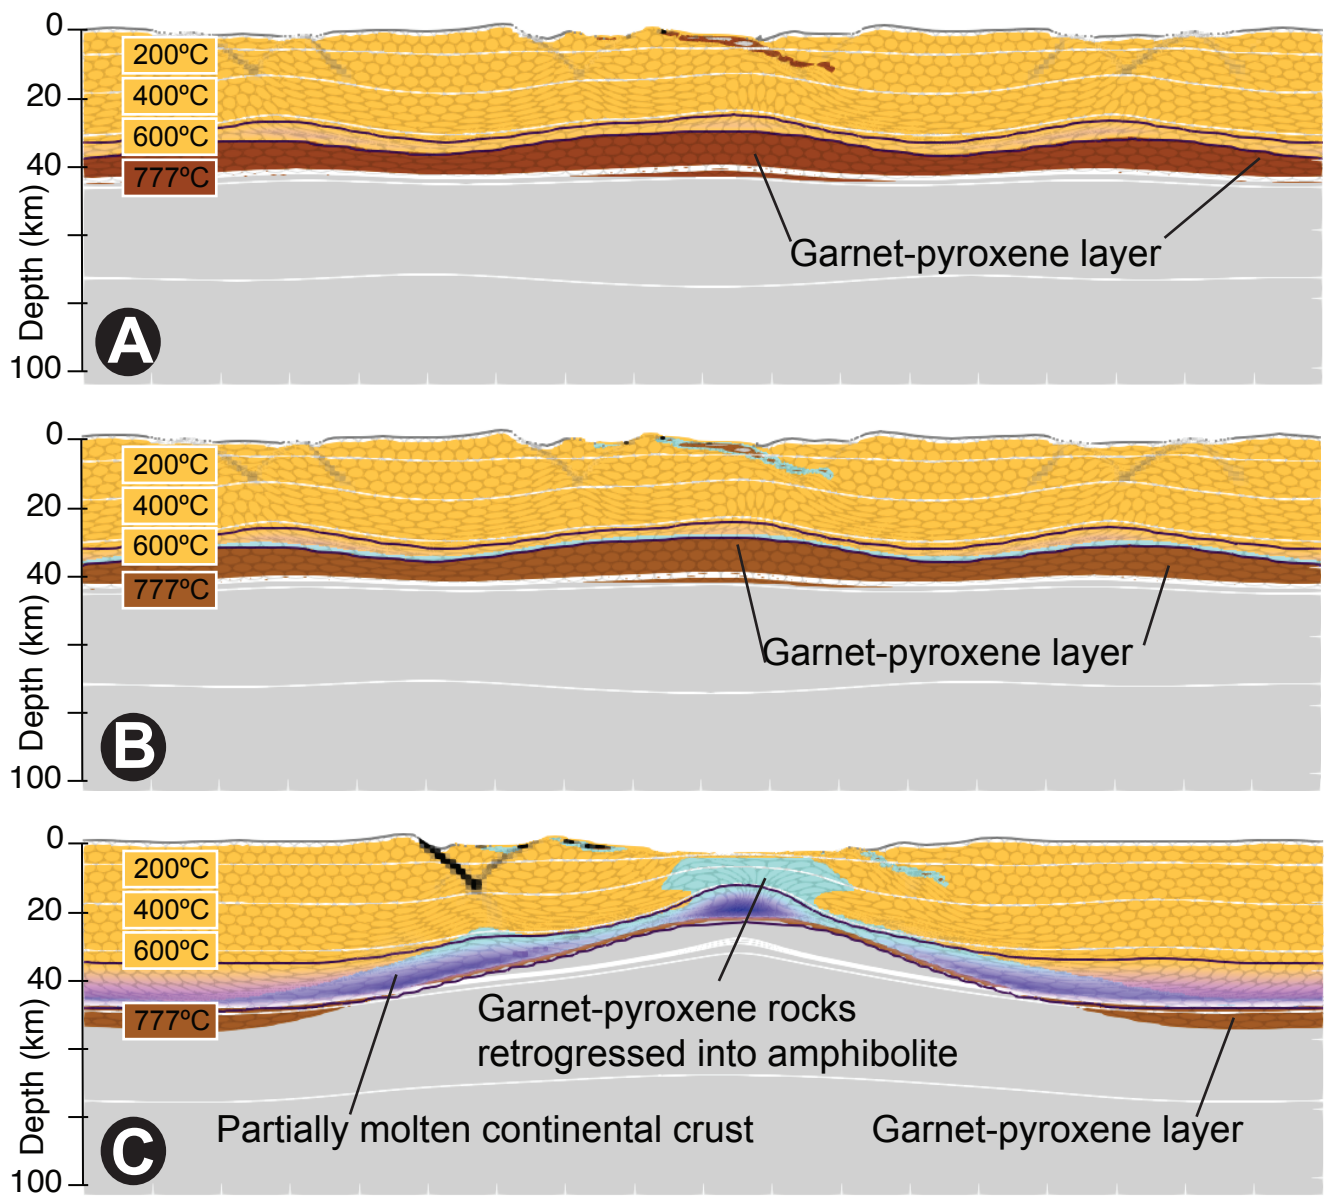 0
200ºC
20
400ºC
600ºC
40
777ºC
Depth (km)
Garnet-pyroxene layer
A
100
0
200ºC
20
400ºC
600ºC
40
777ºC
Depth (km)
Garnet-pyroxene layer
B
100
0
200ºC
20
400ºC
600ºC
40
777ºC
Depth (km)
Garnet-pyroxene rocks
retrogressed into amphibolite
Partially molten continental crust
Garnet-pyroxene layer
C
100